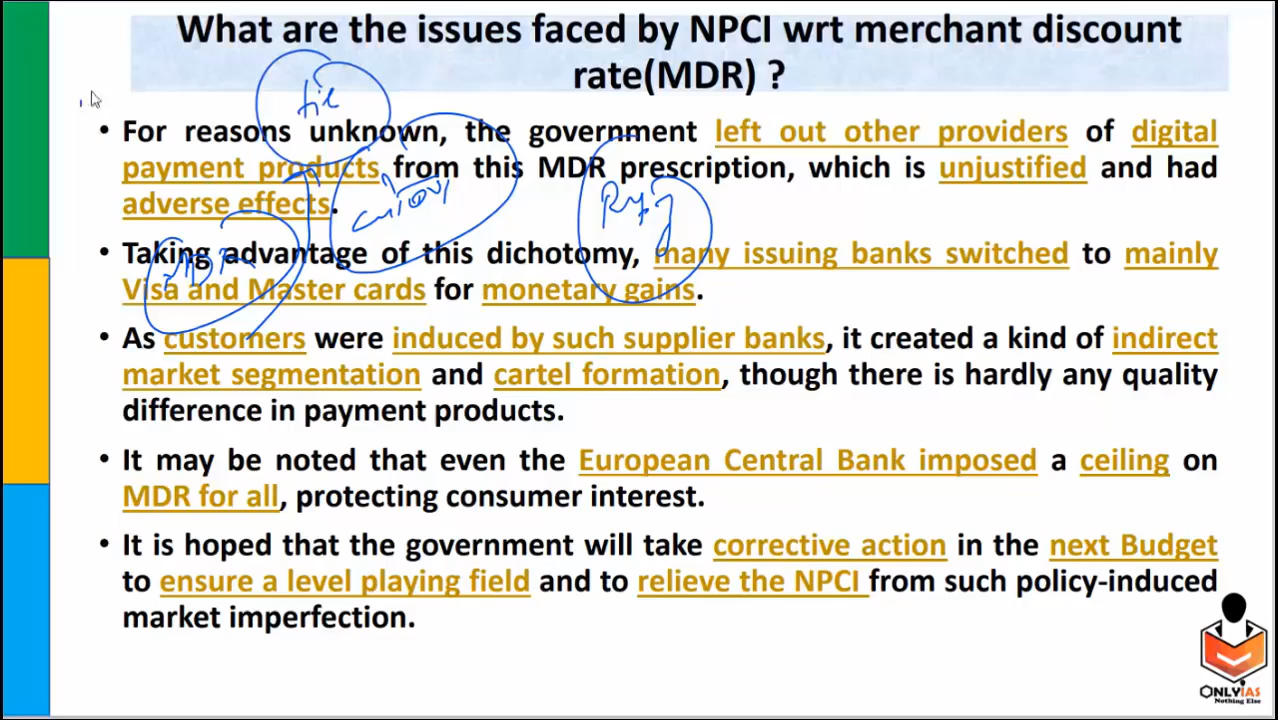 What are the issues faced by NPCI wrt merchant discount
rate(MDR) ?
• For reasons unknown, the government left out other providers of digital
payment products from this MDR prescription, which is unjustified and had
adverse effects.
• Taking advantage of this dichotomy, many issuing banks switched to mainly
Visa and Master cards for monetary gains.
• As customers were induced by such supplier banks, it created a kind of indirect
market segmentation and cartel formation, though there is hardly any quality
difference in payment products.
• It may be noted that even the European Central Bank imposed a ceiling on
MDR for all, protecting consumer interest.
• It is hoped that the government will take corrective action in the next Budget
to ensure a level playing field and to relieve the NPCI from such policy-induced
market imperfection.
ONLYIAS
Nothing Else